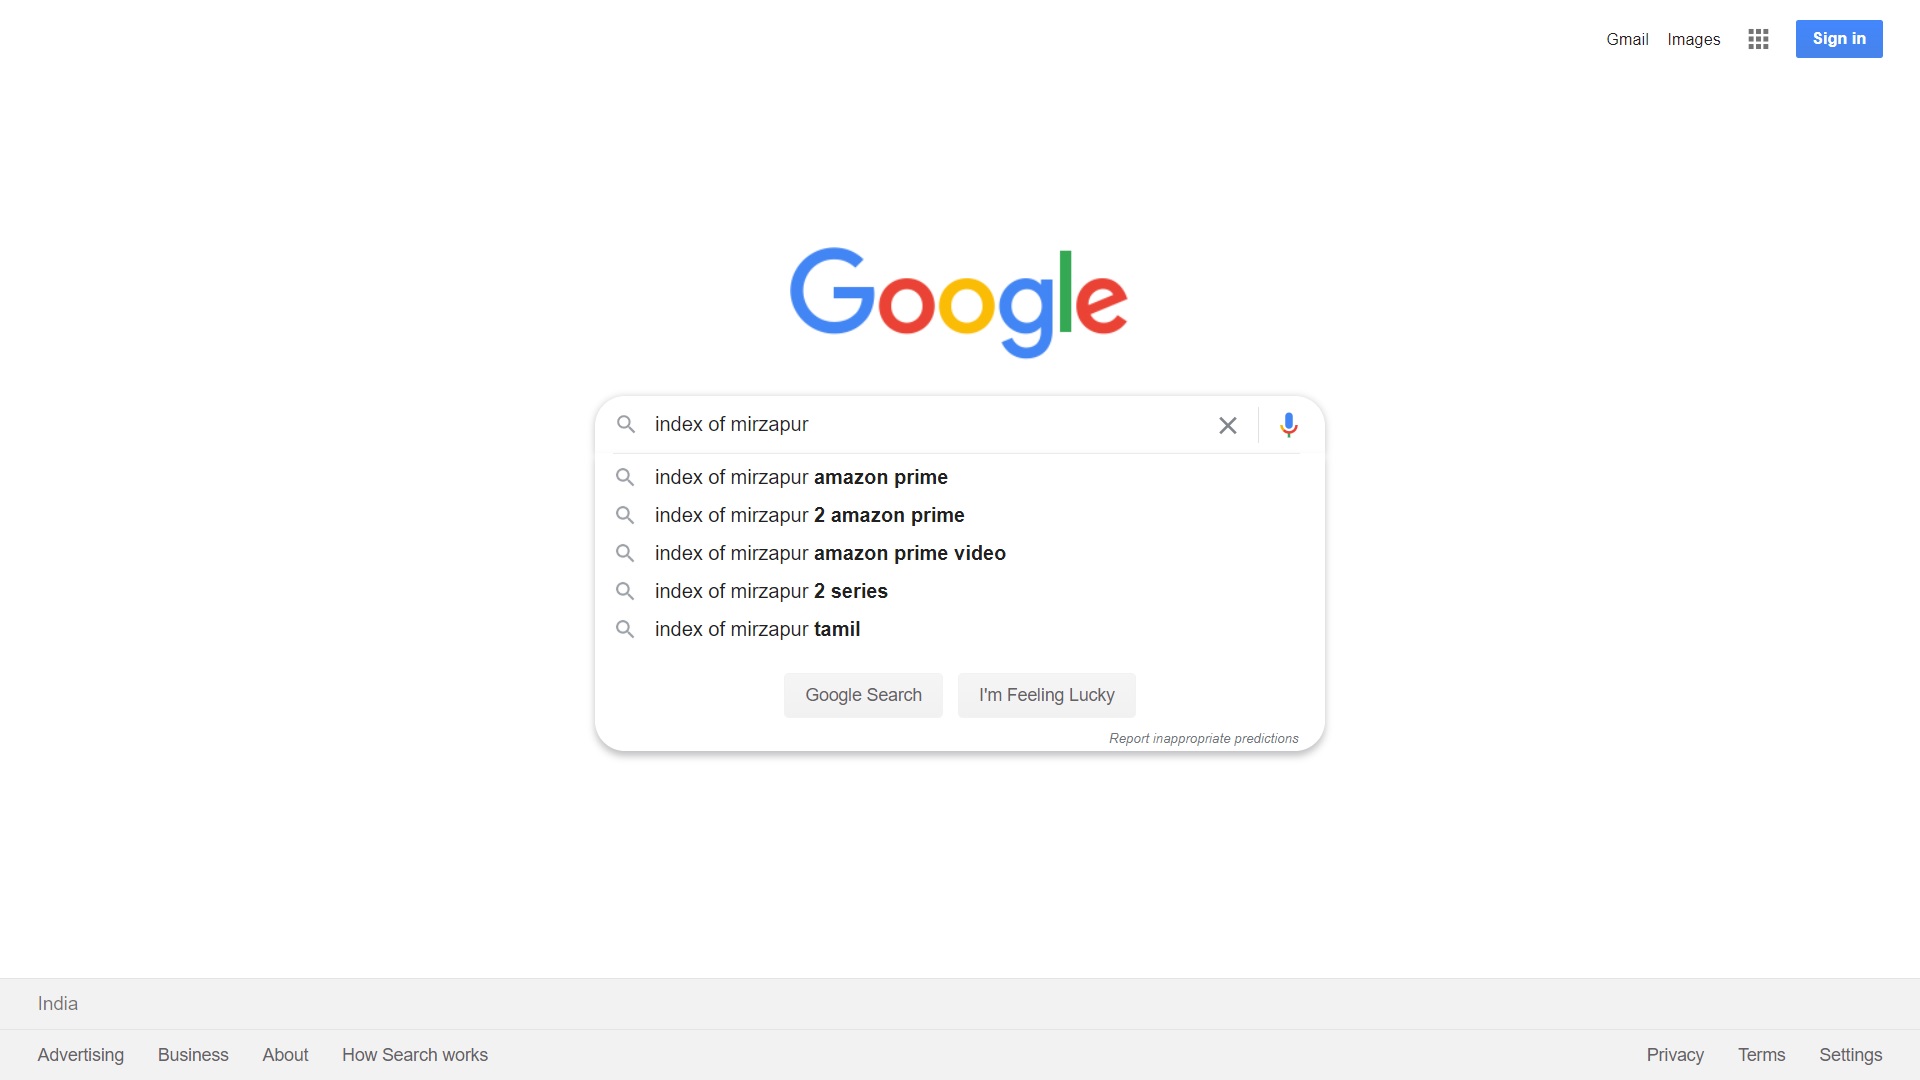 Gmail Images Sign in
Google
index of mirzapur
index of mirzapur amazon prime
index of mirzapur 2 amazon prime
index of mirzapur amazon prime video
index of mirzapur 2 series
index of mirzapur tamil
Google Search I'm Feeling Lucky
Report inappropriate predictions
India
Advertising Business About How Search works Privacy Terms Settings